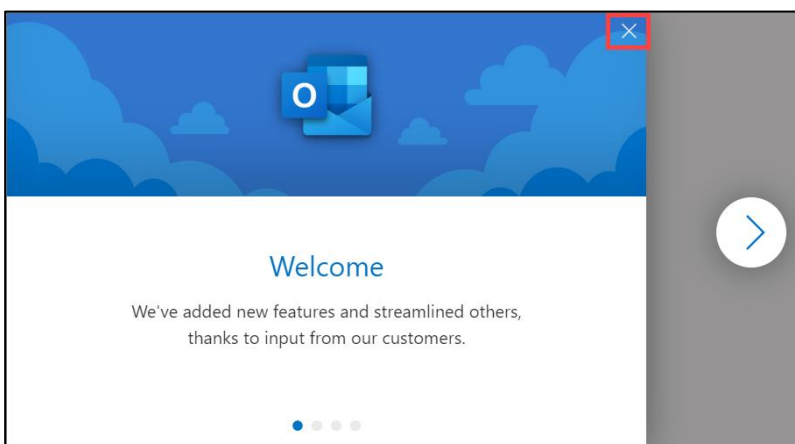 O
Welcome
We've added new features and streamlined others,
thanks to input from our customers.